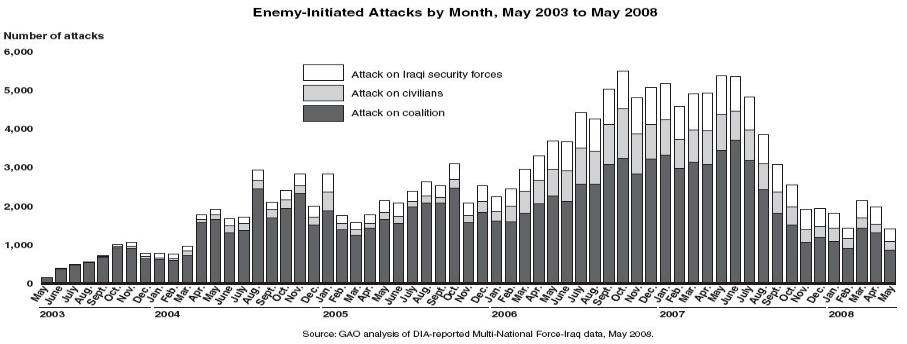 Enemy-Initiated Attacks by Month, May 2003 to May 2008
Number of attacks
6,000
5,000
4,000
3,000
2,000
1,000
0
Attack on Iraqi security forces
Attack on civilians
Attack on coalition
May June July Aug. Sept. Oct. Nov. Dec. Jan. Feb. Mar. Apr. May June July Aug. Sept. Oct. Nov. Dec. Jan. Feb. Mar. Apr. May June July Aug. Sept. Oct. Nov. Dec. Jan. Feb. Mar. Apr. May June July Aug. Sept. Oct. Nov. Dec. Jan. Feb. Mar. Apr. May June July Aug. Sept. Oct. Nov. Dec. Jan. Feb. Mar. Apr. May
2003 2004 2005 2006 2007 2008
Source: GAO analysis of DIA-reported Multi-National Force-Iraq data, May 2008.